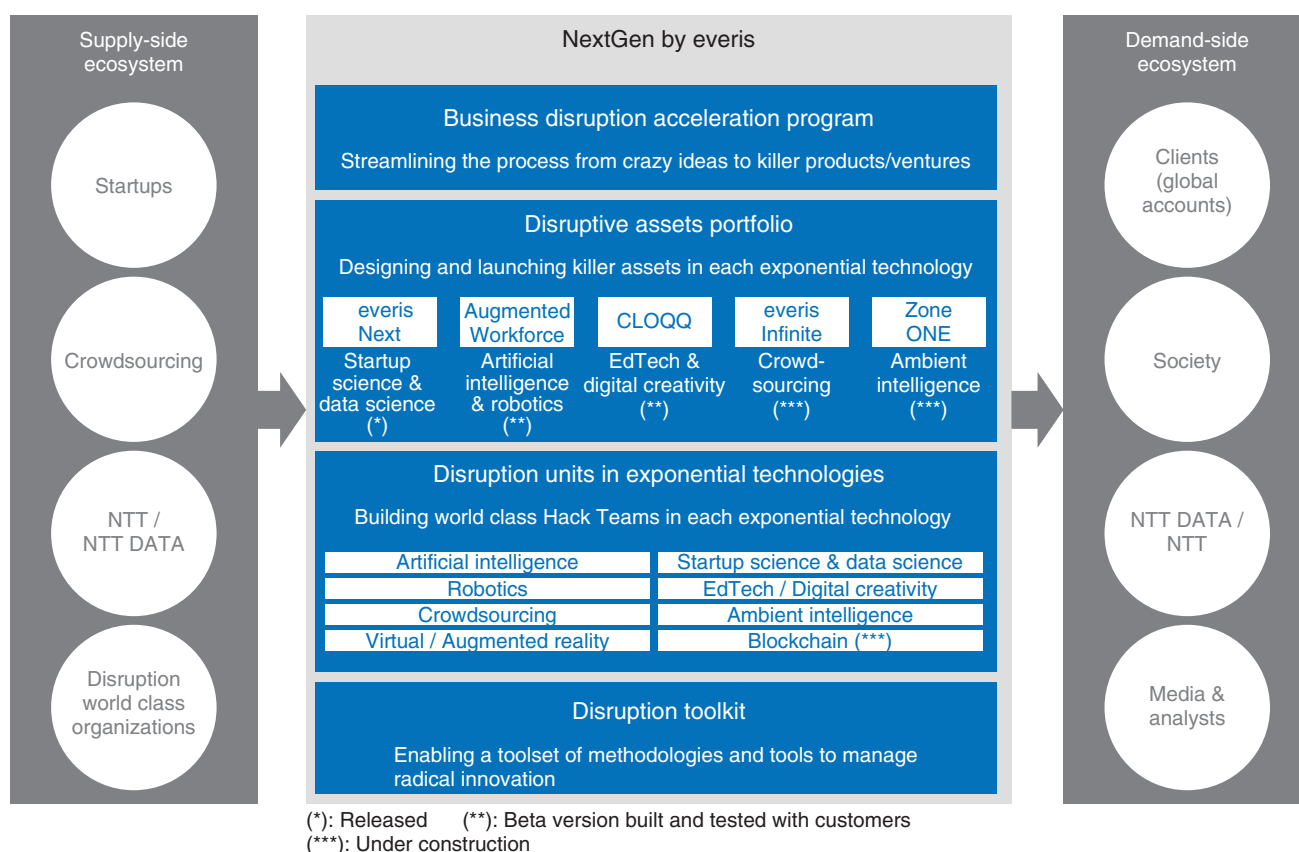 Supply-side
ecosystem
Startups
Crowdsourcing
NTT /
NTT DATA
Disruption
world class
organizations
NextGen by everis
Business disruption acceleration program
Streamlining the process from crazy ideas to killer products/ventures
Disruptive assets portfolio
Designing and launching killer assets in each exponential technology
everis
Next
Startup
science &
data science
(*)
Augmented
Workforce
Artificial
intelligence
& robotics
(**)
CLOQQ
EdTech &
digital creativity
(**)
everis
Infinite
Crowd-
sourcing
(***)
Zone
ONE
Ambient
intelligence
(***)
Disruption units in exponential technologies
Building world class Hack Teams in each exponential technology
Artificial intelligence
Startup science & data science
Robotics
EdTech / Digital creativity
Crowdsourcing
Ambient intelligence
Virtual / Augmented reality
Blockchain (***)
Disruption toolkit
Enabling a toolset of methodologies and tools to manage
radical innovation
Demand-side
ecosystem
Clients
(global
accounts)
Society
NTT DATA /
NTT
Media &
analysts
(*): Released (**): Beta version built and tested with customers
(***): Under construction